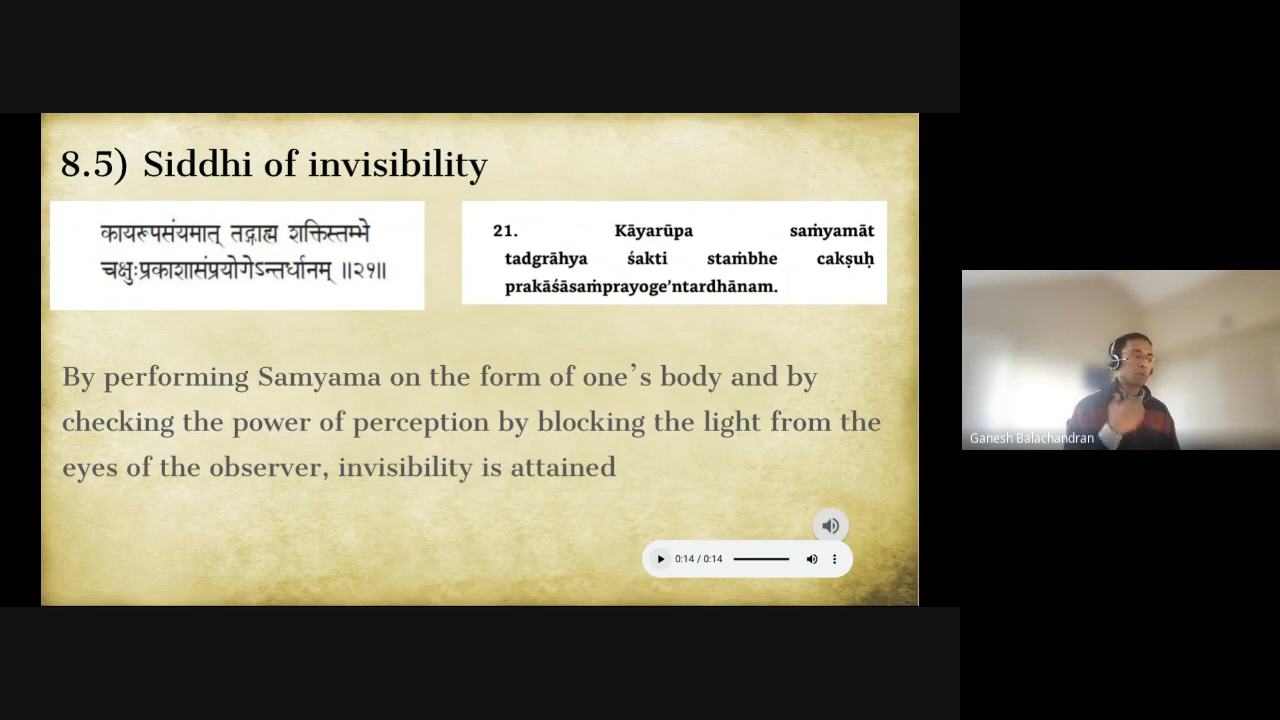 8.5) Siddhi of invisibility
कायरूपसंयमात् तद्ग्राह्य शक्तिस्तम्भे
चक्षुःप्रकाशासंप्रयोगेऽन्तर्धानम् ॥२१॥
21. Kāyarūpa saṁyamāt
tadgrāhya śakti staṁbhe cakṣuḥ
prakāśāsaṁprayoge’ntardhānam.
By performing Samyama on the form of one’s body and by
checking the power of perception by blocking the light from the
eyes of the observer, invisibility is attained
0:14 / 0:14
Ganesh Balachandran